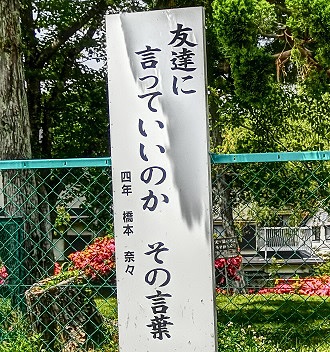 友達に
言っていいのか　その言葉
四年　橋本　奈々